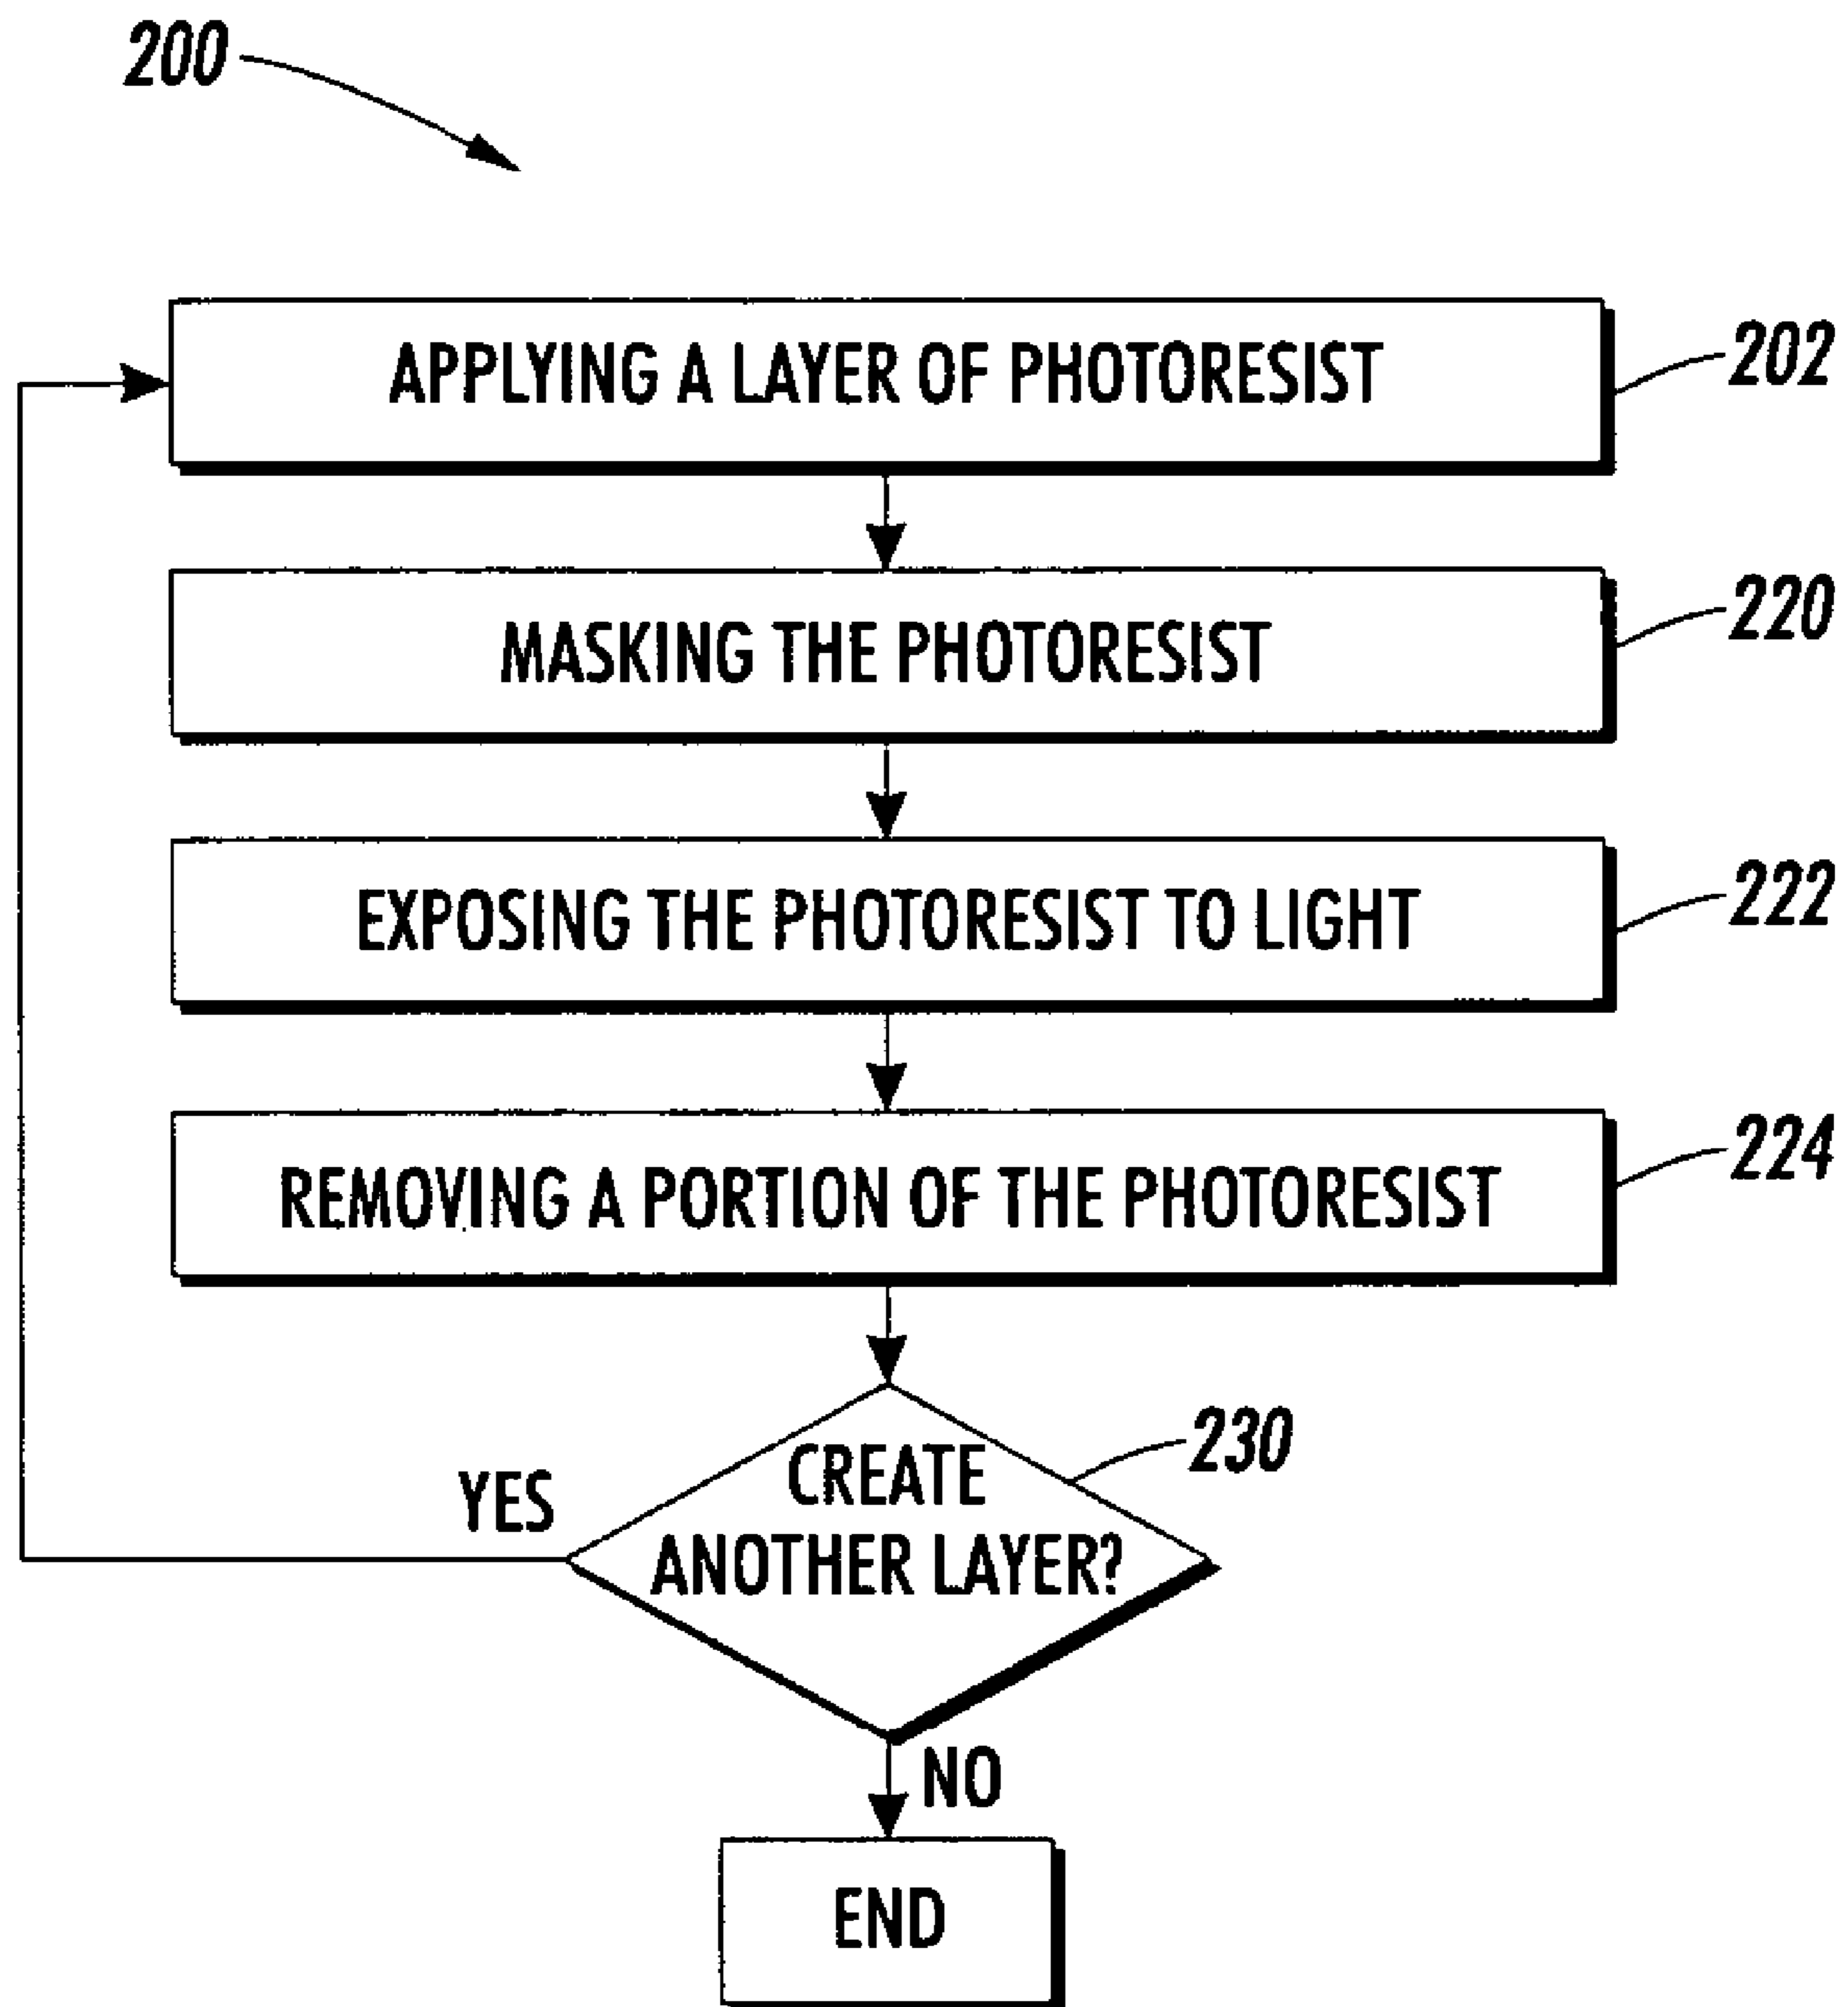 200
APPLYING A LAYER OF PHOTORESIST
202
MASKING THE PHOTORESIST
220
EXPOSING THE PHOTORESIST TO LIGHT
222
REMOVING A PORTION OF THE PHOTORESIST
224
CREATE
ANOTHER LAYER?
230
YES
NO
END